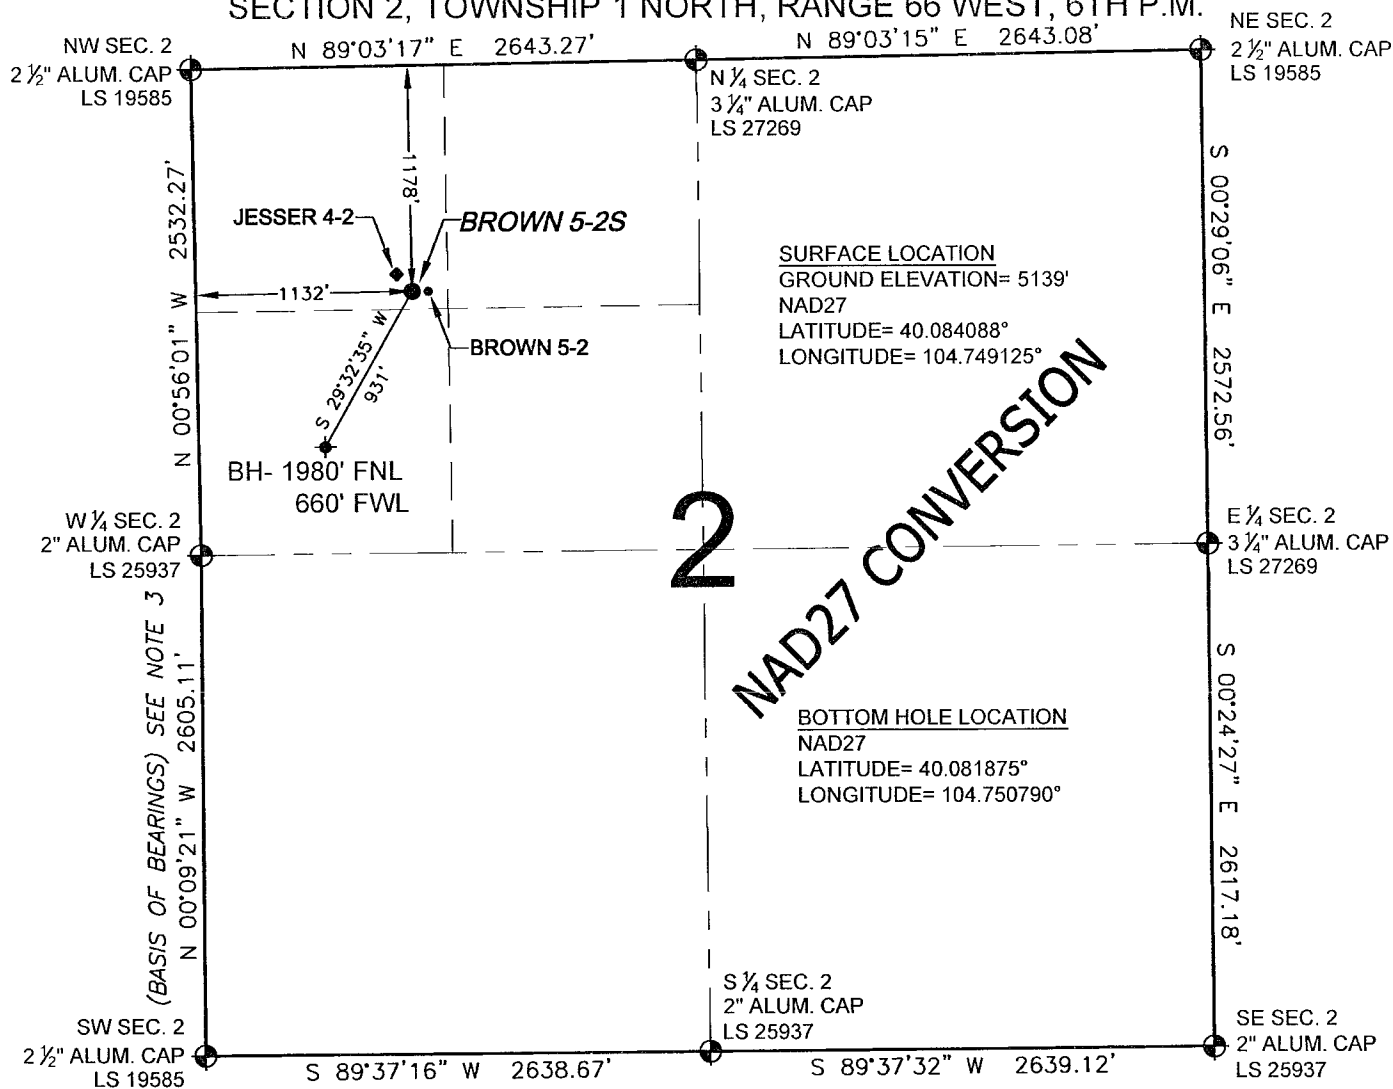 SECTION 2, TOWNSHIP 1 NORTH, RANGE 66 WEST, 6TH P.M.
NW SEC. 2
2 ½" ALUM. CAP
LS 19585
N 89°03'17" E 2643.27'
N 89°03'15" E 2643.08'
NE SEC. 2
2 ½" ALUM. CAP
LS 19585
N ¼ SEC. 2
3 ¼" ALUM. CAP
LS 27269
1178'
JESSER 4-2
BROWN 5-2S
1132'
BROWN 5-2
S 29°32'35" W
931'
BH- 1980' FNL
660' FWL
N 00°56'01" W 2532.27'
S 00°29'06" E 2572.56'
SURFACE LOCATION
GROUND ELEVATION= 5139'
NAD27
LATITUDE= 40.084088°
LONGITUDE= 104.749125°
NAD27 CONVERSION
W ¼ SEC. 2
2" ALUM. CAP
LS 25937
2
E ¼ SEC. 2
3 ¼" ALUM. CAP
LS 27269
(BASIS OF BEARINGS) SEE NOTE 3
N 00°09'21" W 2605.11'
S 00°24'27" E 2617.18'
BOTTOM HOLE LOCATION
NAD27
LATITUDE= 40.081875°
LONGITUDE= 104.750790°
SW SEC. 2
2 ½" ALUM. CAP
LS 19585
S ¼ SEC. 2
2" ALUM. CAP
LS 25937
SE SEC. 2
2" ALUM. CAP
LS 25937
S 89°37'16" W 2638.67'
S 89°37'32" W 2639.12'